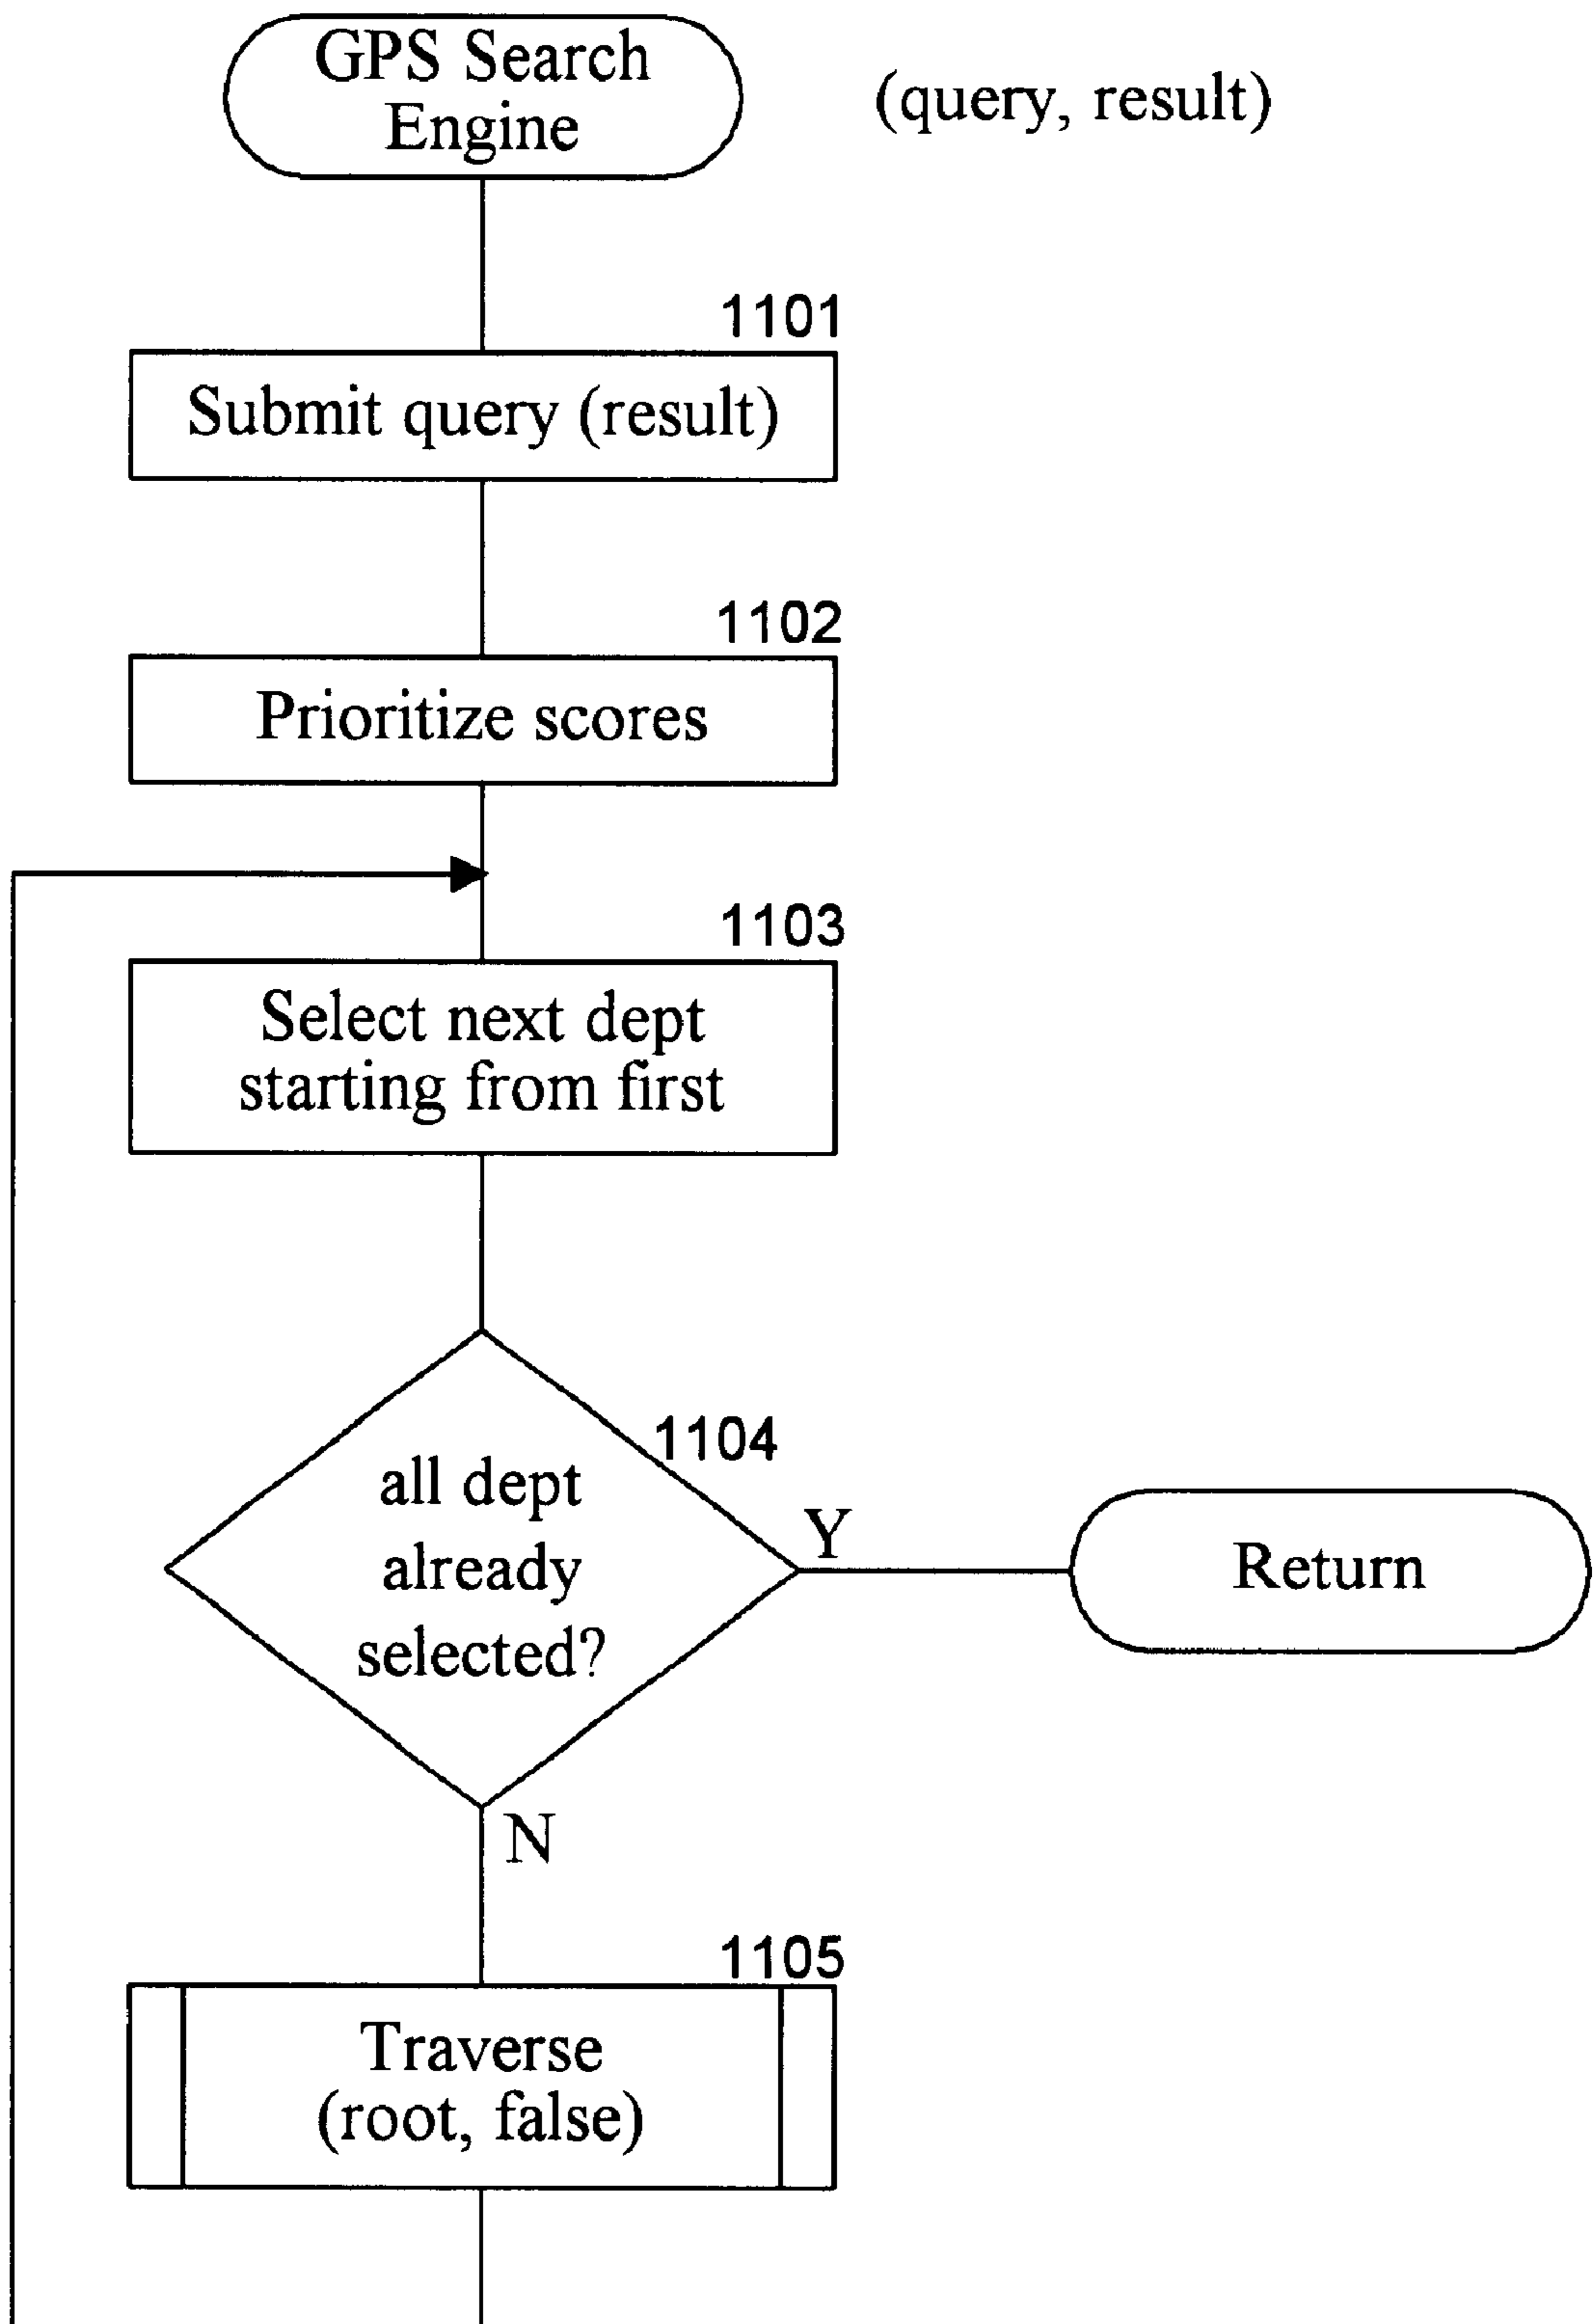 GPS Search
Engine
(query, result)
1101
Submit query (result)
1102
Prioritize scores
1103
Select next dept
starting from first
1104
all dept
already
selected?
Y
Return
N
1105
Traverse
(root, false)